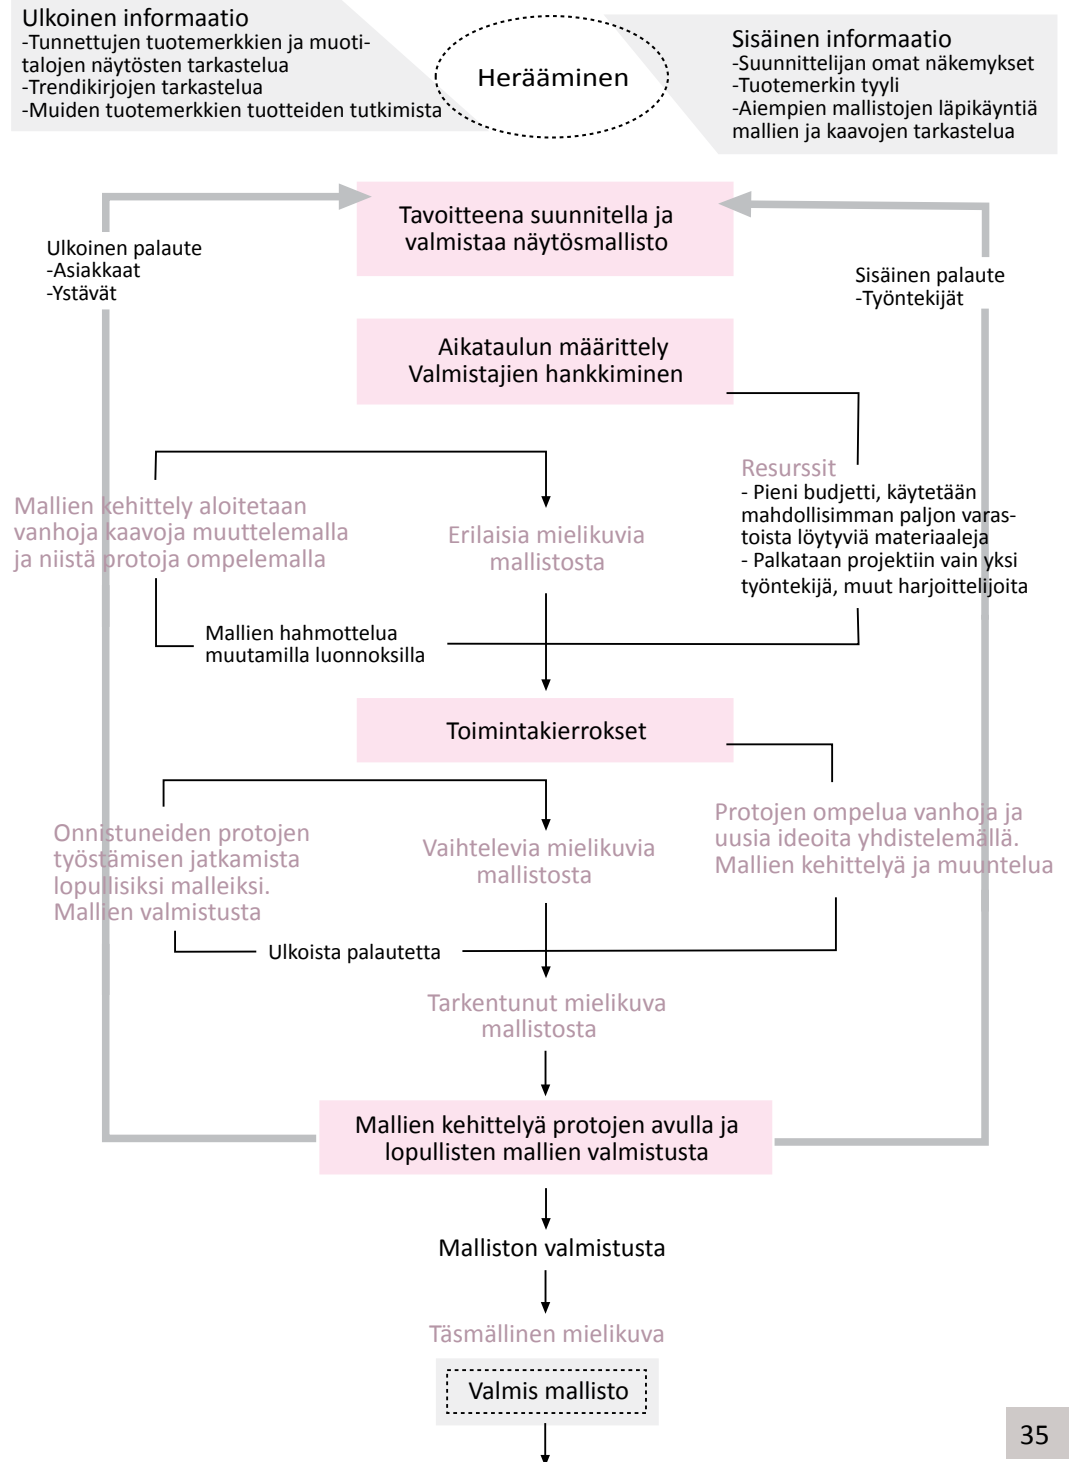 Ulkoinen informaatio
-Tunnettujen tuotemerkkien ja muoti-
talojen näytösten tarkastelua
-Trendikirjojen tarkastelua
-Muiden tuotemerkkien tuotteiden tutkimista
Herääminen
Sisäinen informaatio
-Suunnittelijan omat näkemykset
-Tuotemerkin tyyli
-Aiempien mallistojen läpikäyntiä
mallien ja kaavojen tarkastelua
Tavoitteena suunnitella ja
valmistaa näytösmallisto
Ulkoinen palaute
-Asiakkaat
-Ystävät
Sisäinen palaute
-Työntekijät
Aikataulun määrittely
Valmistajien hankkiminen
Mallien kehittely aloitetaan
vanhoja kaavoja muuttelemalla
ja niistä protoja ompelemalla
Erilaisia mielikuvia
mallistosta
Resurssit
- Pieni budjetti, käytetään
mahdollisimman paljon varas-
toista löytyviä materiaaleja
- Palkataan projektiin vain yksi
työntekijä, muut harjoittelijoita
Mallien hahmottelua
muutamilla luonnoksilla
Toimintakierrokset
Onnistuneiden protojen
työstämisen jatkamista
lopullisiksi malleiksi.
Mallien valmistusta
Vaihtelevia mielikuvia
mallistosta
Protojen ompelua vanhoja ja
uusia ideoita yhdistelemällä.
Mallien kehittelyä ja muuntelua
Ulkoista palautetta
Tarkentunut mielikuva
mallistosta
Mallien kehittelyä protojen avulla ja
lopullisten mallien valmistusta
Malliston valmistusta
Täsmällinen mielikuva
Valmis mallisto
35